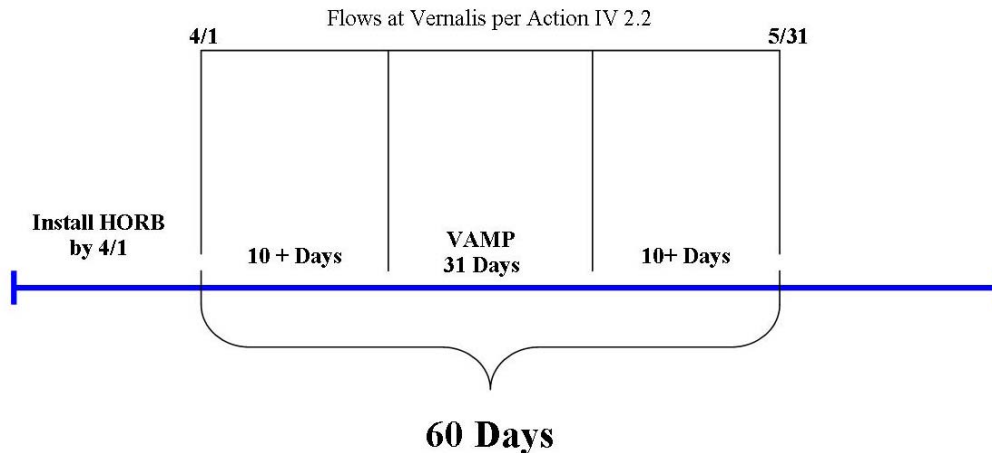 Flows at Vernalis per Action IV 2.2
4/1
5/31
Install HORB
by 4/1
10 + Days
VAMP
31 Days
10+ Days
60 Days